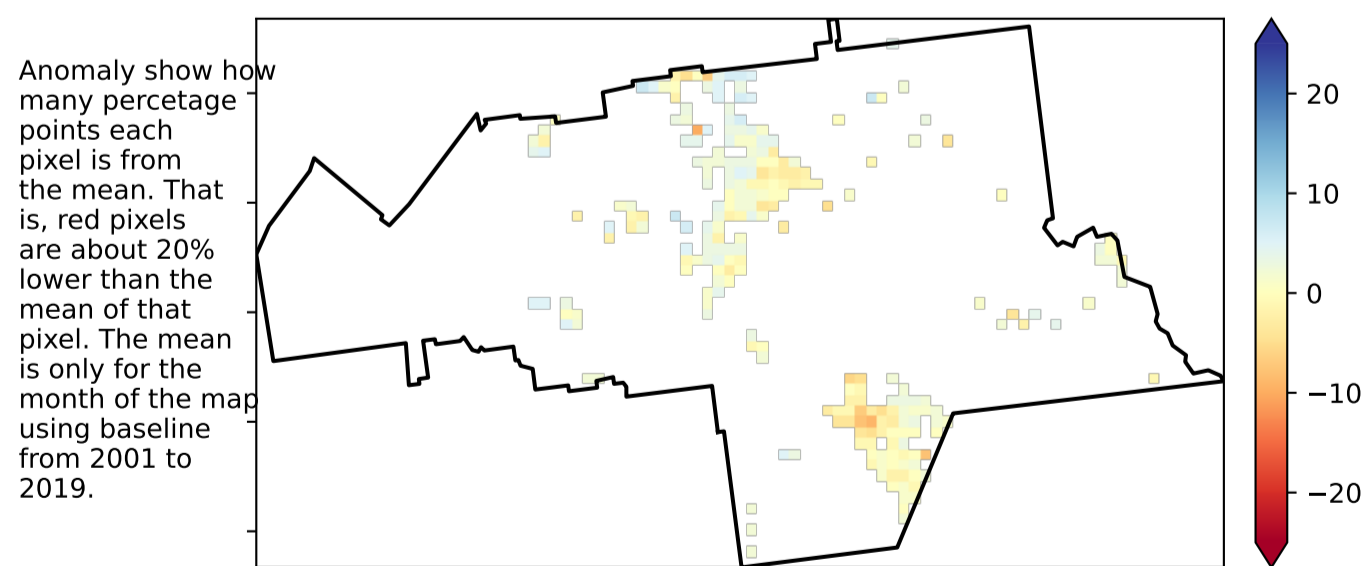 Anomaly show how
many percetage
points each
pixel is from
the mean. That
is, red pixels
are about 20%
lower than the
mean of that
pixel. The mean
is only for the
month of the map
using baseline
from 2001 to
2019.
20
10
0
−10
−20